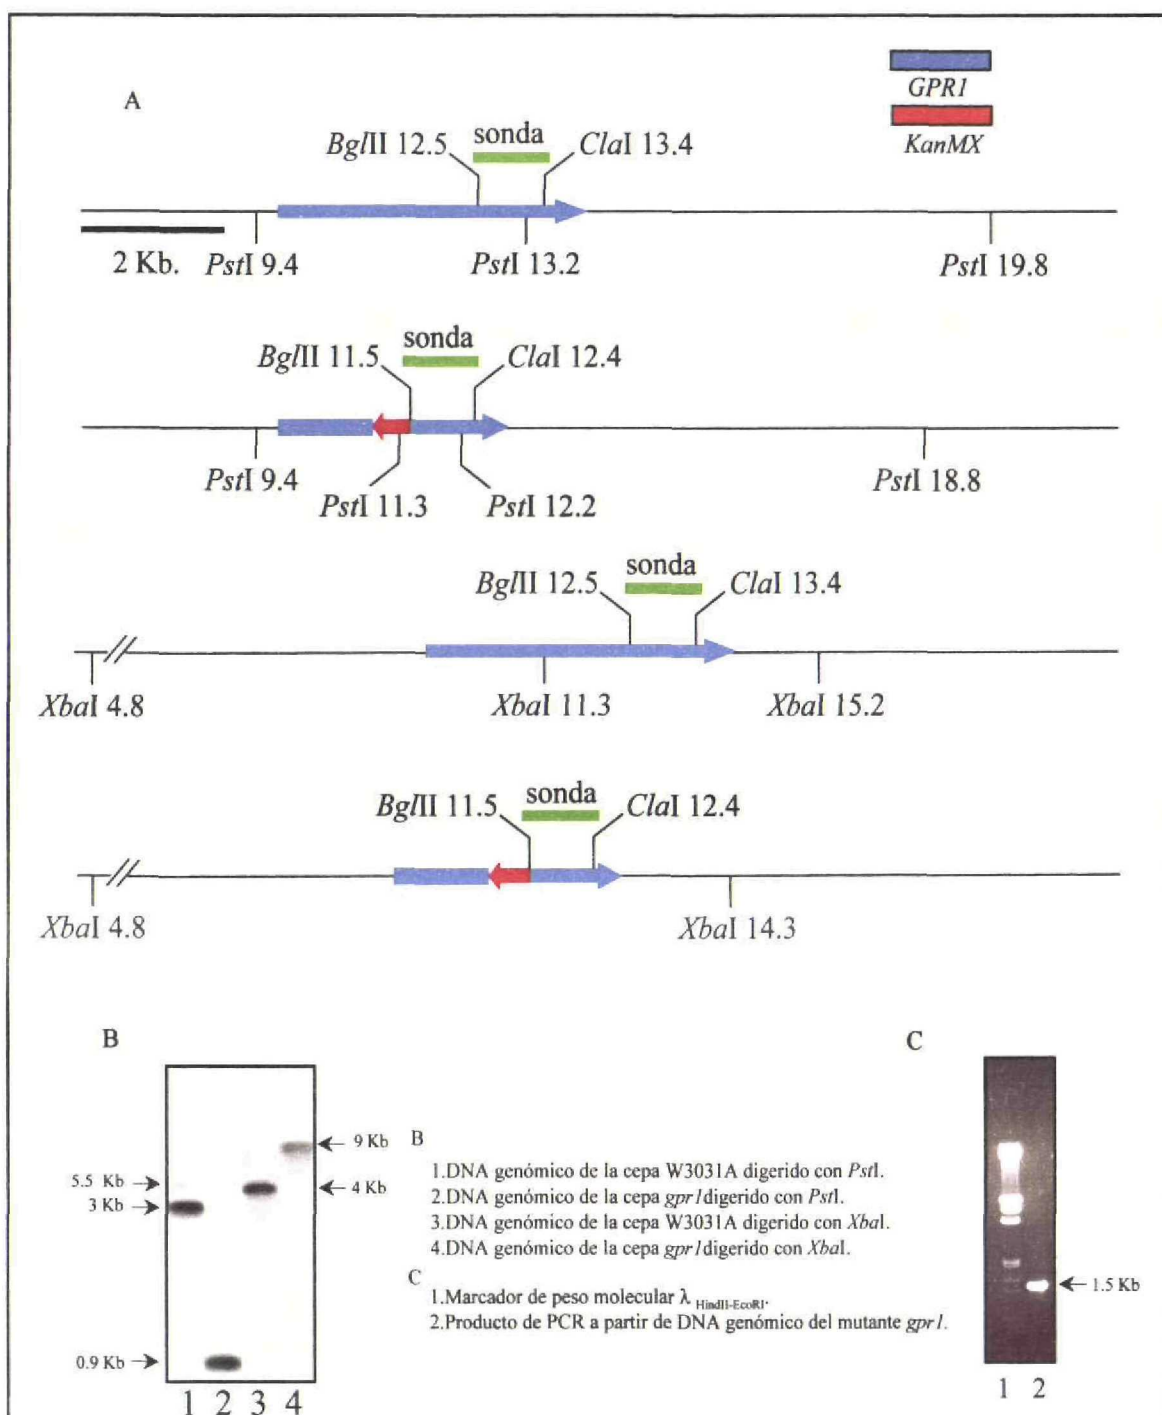 GPR1
KanMX
A
sonda
BglII 12.5
ClaI 13.4
2 Kb.
PstI 9.4
PstI 13.2
PstI 19.8
sonda
BglII 11.5
ClaI 12.4
PstI 9.4
PstI 11.3
PstI 12.2
PstI 18.8
sonda
BglII 12.5
ClaI 13.4
XbaI 4.8
XbaI 11.3
XbaI 15.2
sonda
BglII 11.5
ClaI 12.4
XbaI 4.8
XbaI 14.3
B
9 Kb
5.5 Kb
3 Kb
4 Kb
0.9 Kb
1 2 3 4
B
1.DNA genómico de la cepa W3031A digerido con PstI.
2.DNA genómico de la cepa gpr1 digerido con PstI.
3.DNA genómico de la cepa W3031A digerido con XbaI.
4.DNA genómico de la cepa gpr1 digerido con XbaI.
C
1.Marcador de peso molecular λ HindII-EcoRI.
2.Producto de PCR a partir de DNA genómico del mutante gpr1.
C
1.5 Kb
1 2